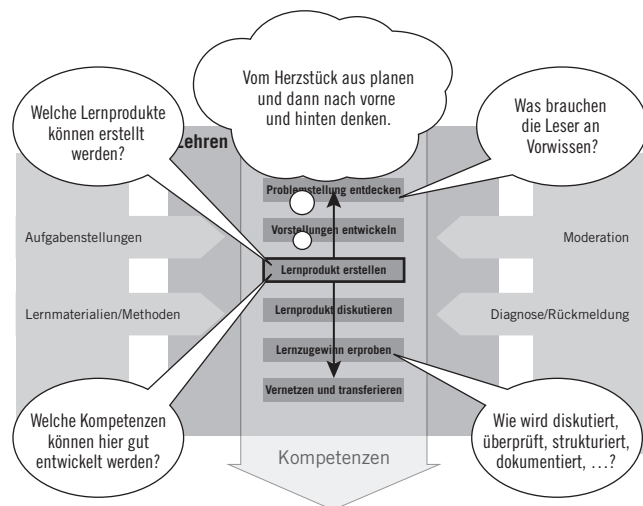 Vom Herzstück aus planen
und dann nach vorne
und hinten denken.
Welche Lernprodukte
können erstellt
werden?
Was brauchen
die Leser an
Vorwissen?
Lehren
Problemstellung entdecken
Aufgabenstellungen
Vorstellungen entwickeln
Moderation
Lernprodukt erstellen
Lernmaterialien/Methoden
Lernprodukt diskutieren
Diagnose/Rückmeldung
Lernzugewinn erproben
Vernetzen und transferieren
Welche Kompetenzen
können hier gut
entwickelt werden?
Wie wird diskutiert,
überprüft, strukturiert,
dokumentiert, …?
Kompetenzen